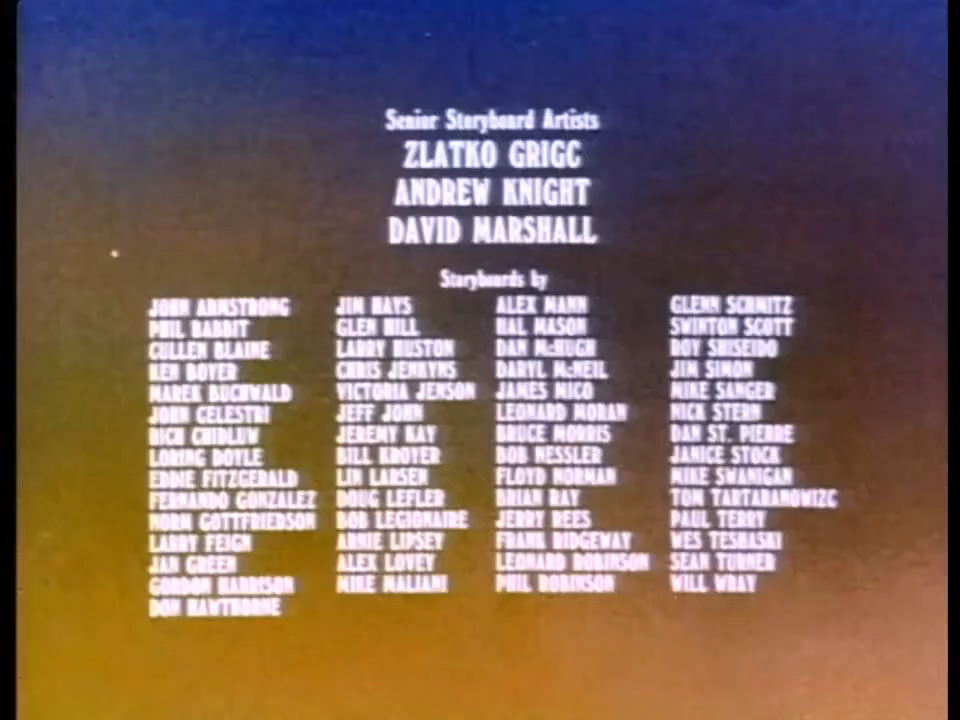 Senior Storyboard Artists
ZLATKO GRGIC
ANDREW KNIGHT
DAVID MARSHALL
Storyboards by
JOHN ARMSTRONG
PHIL BABBIT
CULLEN BLAINE
KEN BOYER
MAREK BUCHWALD
JOHN CELESTRI
RICH CHIDLAW
LORING DOYLE
EDDIE FITZGERALD
FERNANDO GONZALEZ
NORM GOTTFRIEDSON
LARRY FEIGN
JAN GREEN
GORDON HARRISON
DON HAWTHORNE
JIM HAYS
GLEN HILL
LARRY HUSTON
CHRIS JENKYNS
VICTORIA JENSON
JEFF JOHN
JEREMY KAY
BILL KROYER
LIN LARSEN
DOUG LEFLER
BOB LEGIONAIRE
ARNIE LIPSEY
ALEX LOVEY
MIKE MALIANI
ALEX MANN
HAL MASON
DAN McHUGH
DARYL McNEIL
JAMES MICO
LEONARD MORAN
BRUCE MORRIS
BOB NESSLER
FLOYD NORMAN
BRIAN RAY
JERRY REES
FRANK RIDGEWAY
LEONARD ROBINSON
PHIL ROBINSON
GLENN SCHMITZ
SWINTON SCOTT
ROY SHISEIDO
JIM SIMON
MIKE SANGER
NICK STERN
DAN ST. PIERRE
JANICE STOCK
MIKE SWANIGAN
TOM TARTARANOWIZC
PAUL TERRY
WES TESHASKI
SEAN TURNER
WILL WRAY